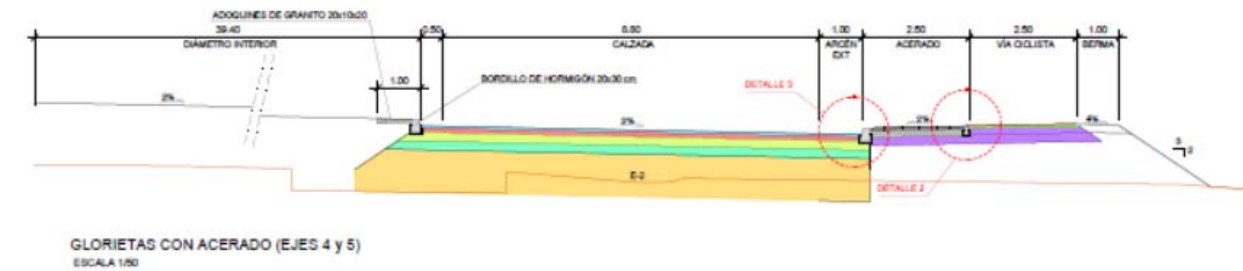 ADOQUINES DE GRANITO 20x10x20
39.40
0.50
8.80
1.00
2.50
2.50
1.00
DIÁMETRO INTERIOR
CALZADA
ARCÉN
EXT
ACERADO
VÍA CICLISTA
BERMA
1.00
BORDILLO DE HORMIGÓN 20x30 cm.
DETALLE 3
2%
2%
2%
4%
3
2
E-2
DETALLE 2
GLORIETAS CON ACERADO (EJES 4 y 5)
ESCALA 1/50